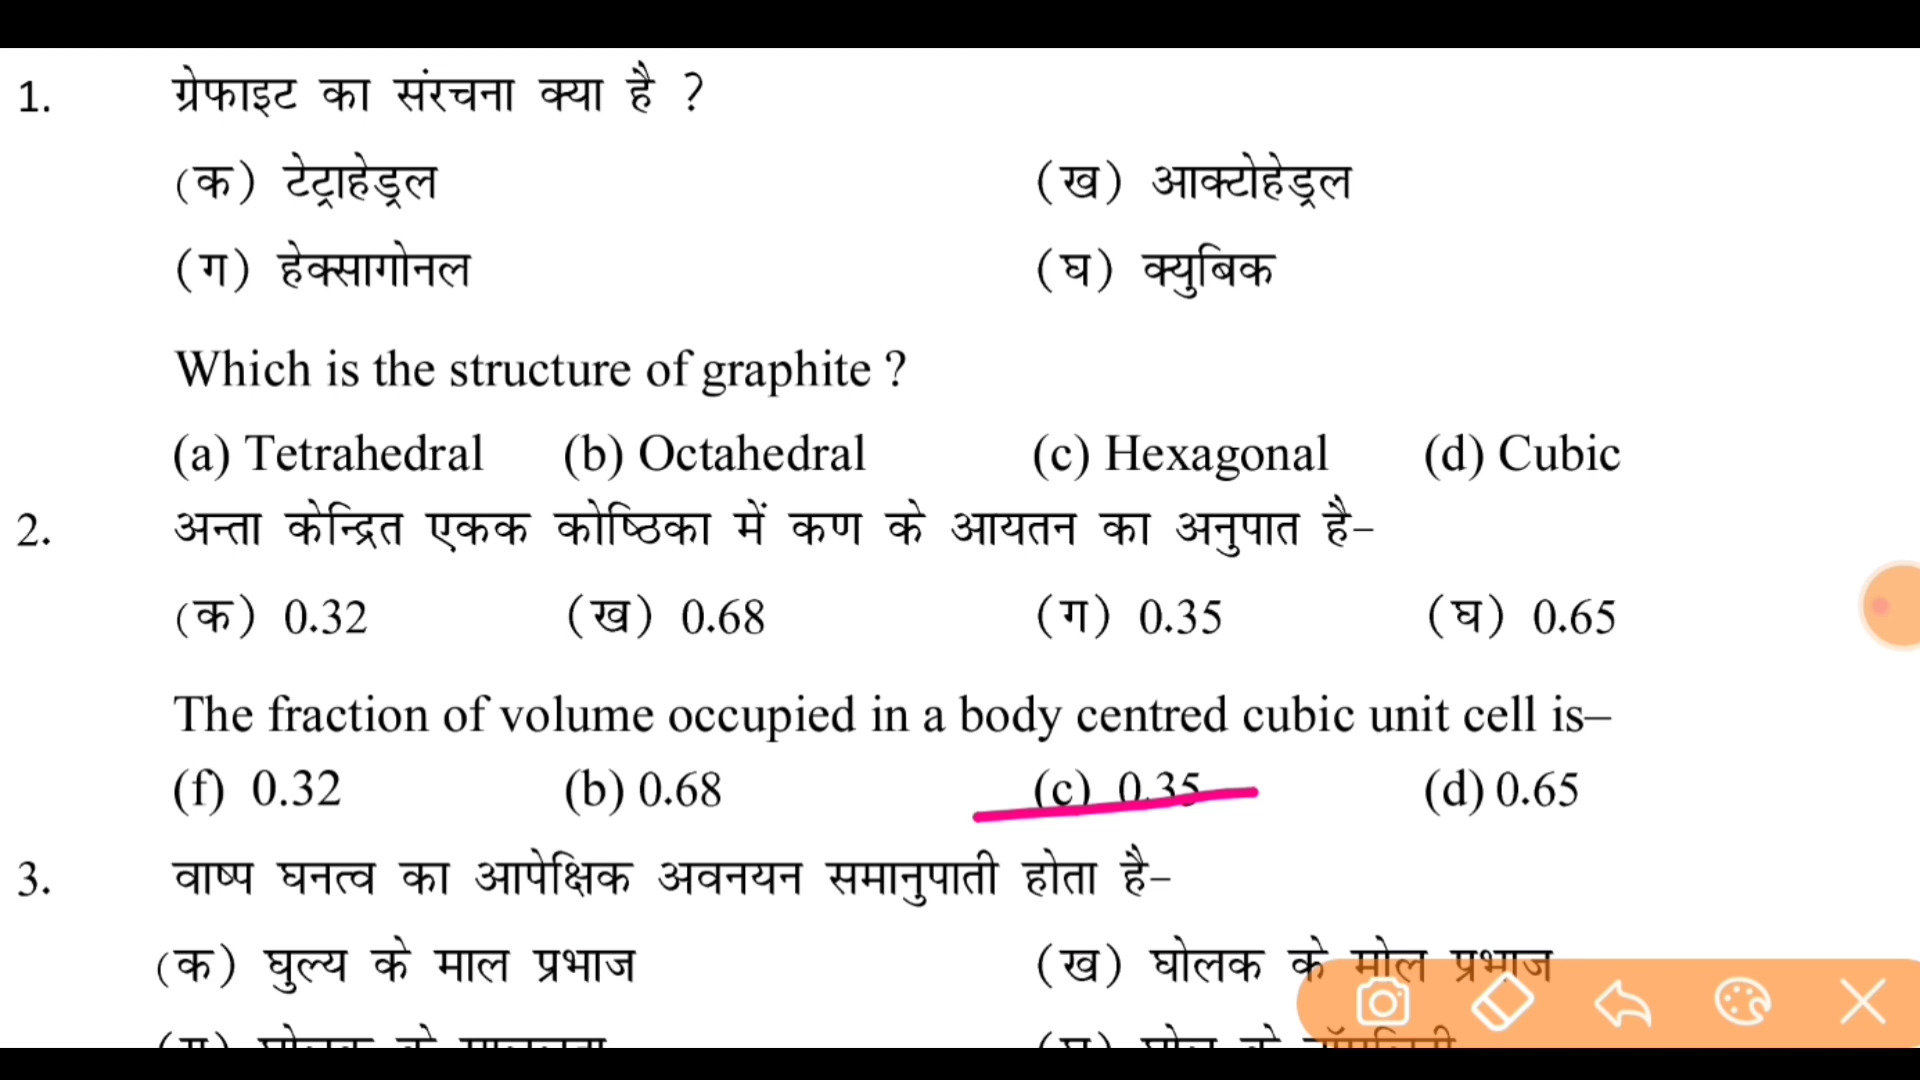 1. ग्रेफाइट का संरचना क्या है ?
(क) टेट्राहेड्रल (ख) आक्टोहेड्रल
(ग) हेक्सागोनल (घ) क्युबिक
Which is the structure of graphite ?
(a) Tetrahedral (b) Octahedral (c) Hexagonal (d) Cubic
2. अन्ता केन्द्रित एकक कोष्ठिका में कण के आयतन का अनुपात है–
(क) 0.32 (ख) 0.68 (ग) 0.35 (घ) 0.65
The fraction of volume occupied in a body centred cubic unit cell is–
(f) 0.32 (b) 0.68 (c) 0.35 (d) 0.65
3. वाष्प घनत्व का आपेक्षिक अवनयन समानुपाती होता है–
(क) घुल्य के माल प्रभाज (ख) घोलक के मोल प्रभाज